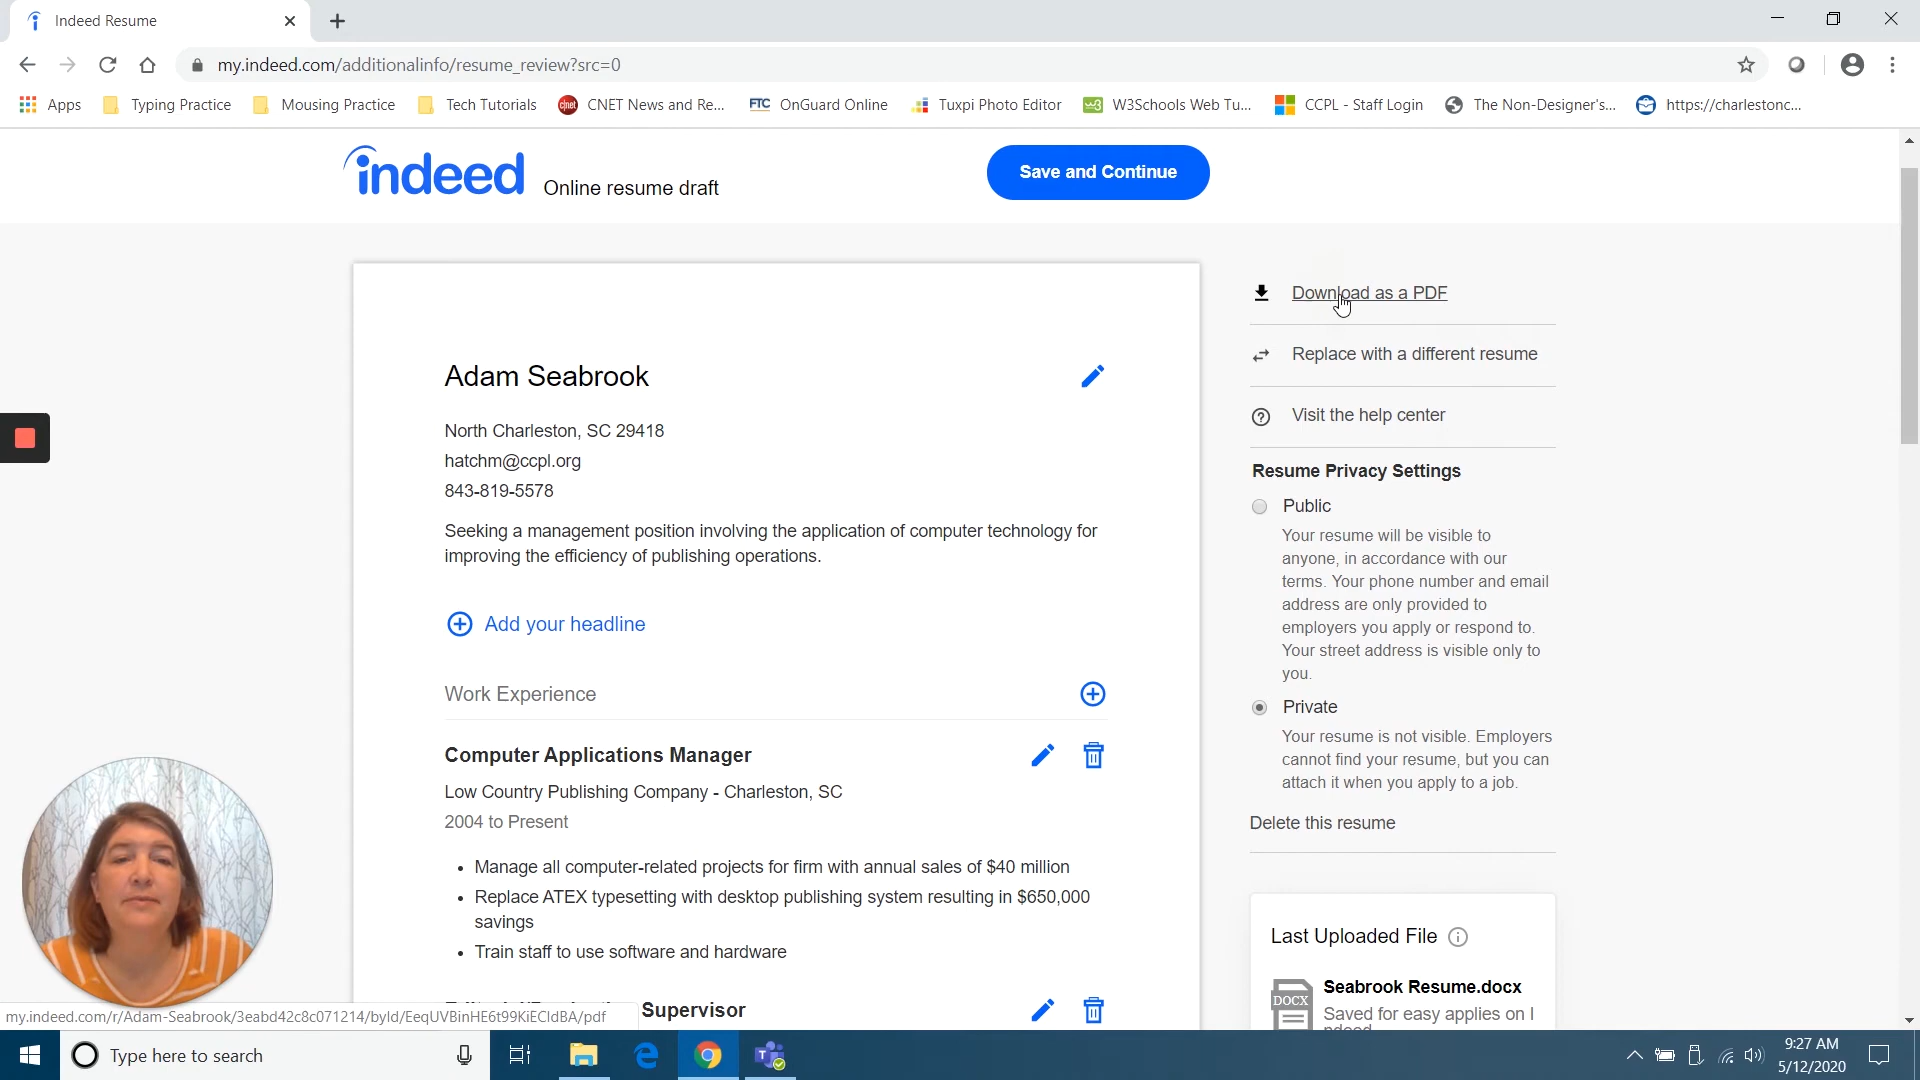 Indeed Resume
my.indeed.com/additionalinfo/resume_review?src=0
Apps
Typing Practice
Mousing Practice
Tech Tutorials
cnet
CNET News and Re...
FTC
OnGuard Online
Tuxpi Photo Editor
W3
W3Schools Web Tu...
CCPL - Staff Login
The Non-Designer's...
https://charlestonc...
indeed
Online resume draft
Save and Continue
Download as a PDF
Replace with a different resume
Visit the help center
Resume Privacy Settings
Public
Your resume will be visible to
anyone, in accordance with our
terms. Your phone number and email
address are only provided to
employers you apply or respond to.
Your street address is visible only to
you.
Private
Your resume is not visible. Employers
cannot find your resume, but you can
attach it when you apply to a job.
Delete this resume
Last Uploaded File
DOCX
Seabrook Resume.docx
Saved for easy applies on I
Adam Seabrook
North Charleston, SC 29418
hatchm@ccpl.org
843-819-5578
Seeking a management position involving the application of computer technology for
improving the efficiency of publishing operations.
Add your headline
Work Experience
Computer Applications Manager
Low Country Publishing Company - Charleston, SC
2004 to Present
• Manage all computer-related projects for firm with annual sales of $40 million
• Replace ATEX typesetting with desktop publishing system resulting in $650,000
savings
• Train staff to use software and hardware
Supervisor
my.indeed.com/r/Adam-Seabrook/3eabd42c8c071214/byId/EeqUVBinHE6t99KiECIdBA/pdf
Type here to search
9:27 AM
5/12/2020